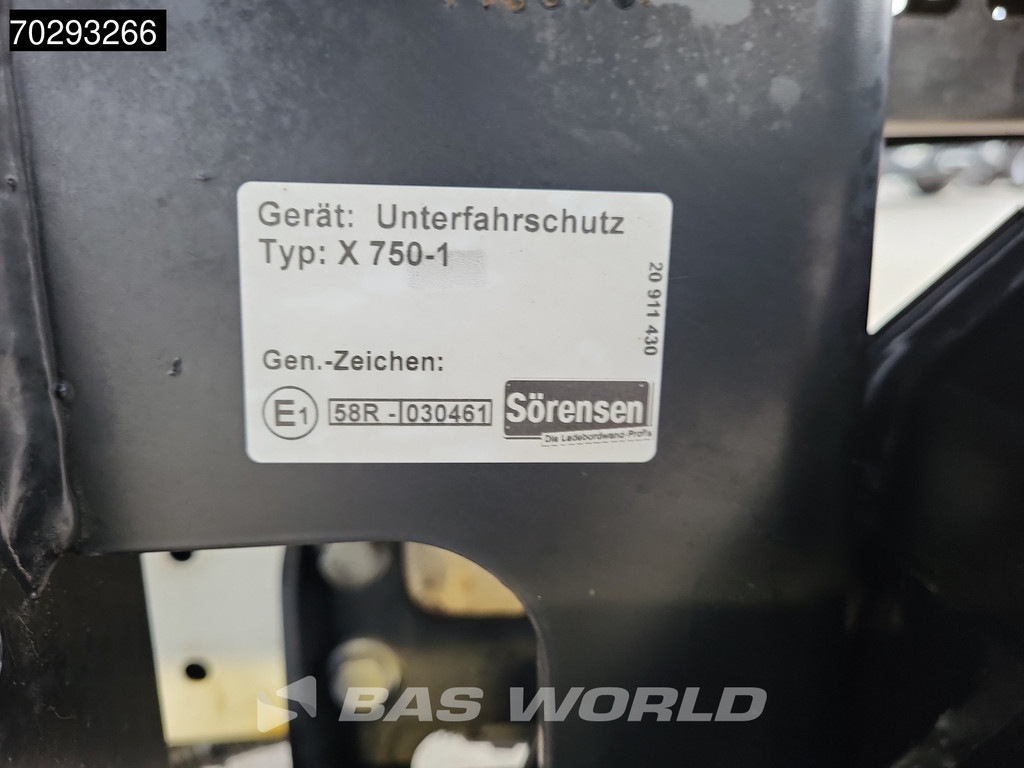 70293266
Gerät: Unterfahrschutz
Typ: X 750-1
20 911 430
Gen.-Zeichen:
E1 58R - 030461
Sörensen
Die Ladebordwand-Profis
BAS WORLD